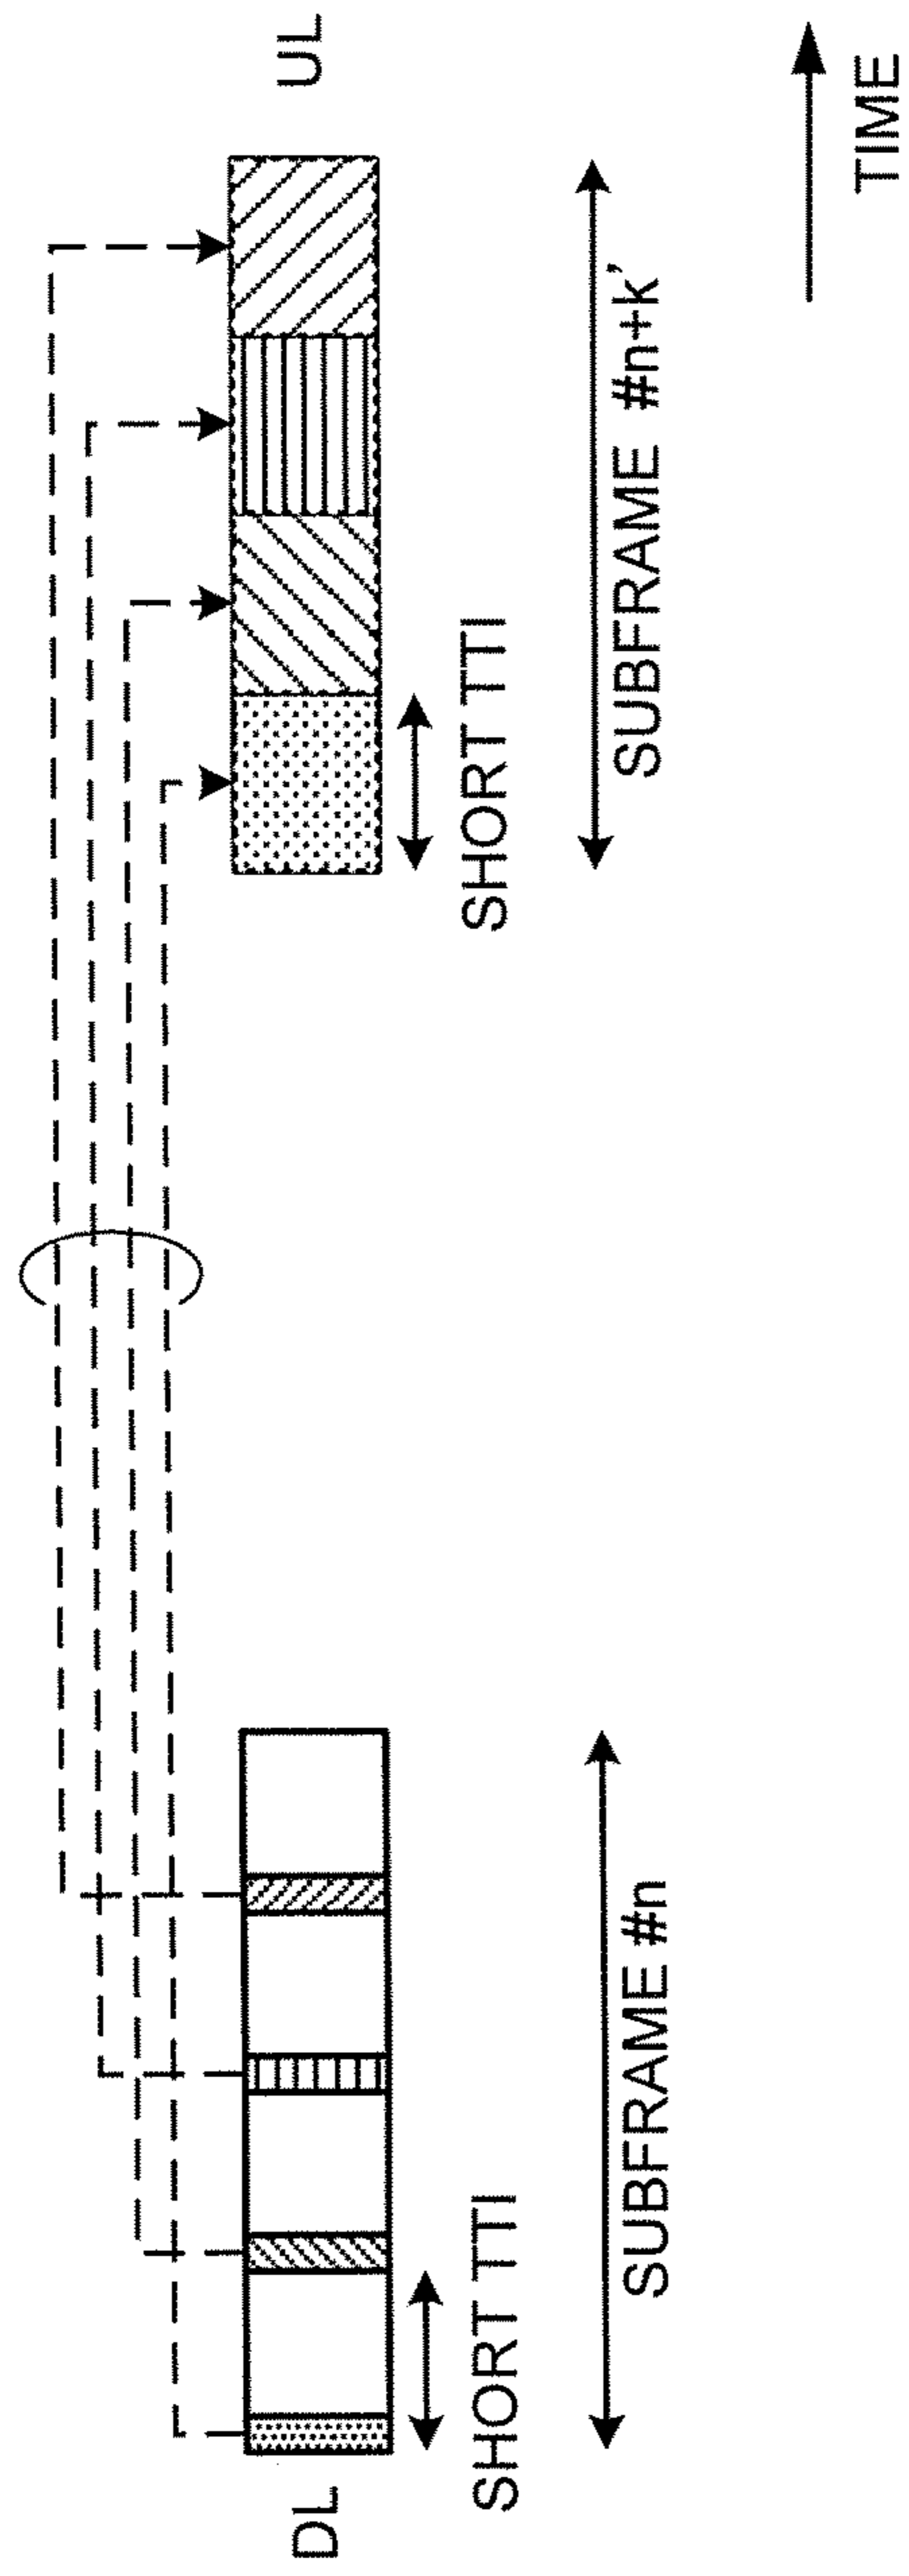 DL
SHORT TTI
SUBFRAME #n
SHORT TTI
SUBFRAME #n+k'
UL
TIME